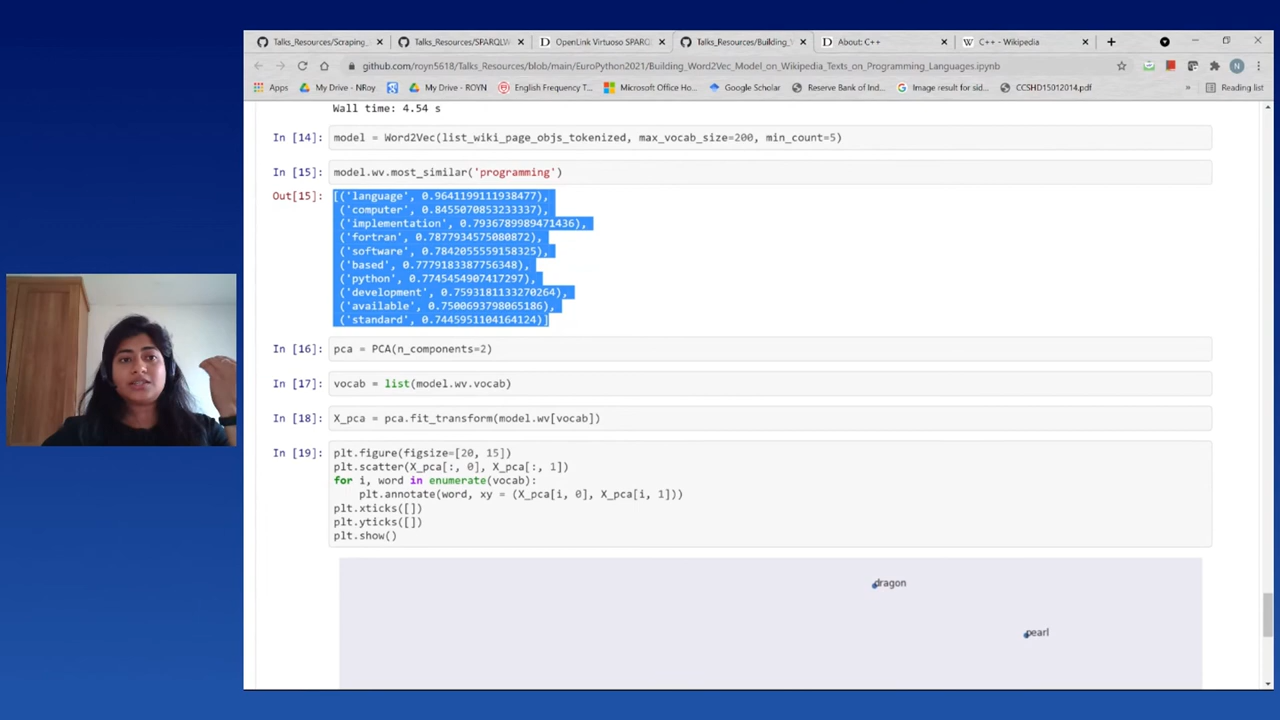 Talks_Resources/Scraping_
Talks_Resources/SPARQLW
OpenLink Virtuoso SPARQ
Talks_Resources/Building_
About: C++
C++ - Wikipedia
github.com/royn5618/Talks_Resources/blob/main/EuroPython2021/Building_Word2Vec_Model_on_Wikipedia_Texts_on_Programming_Languages.ipynb
N
Apps
My Drive - NRoy
My Drive - ROYN
English Frequency T...
Microsoft Office Ho...
Google Scholar
Reserve Bank of Ind...
Image result for sid...
CCSHD15012014.pdf
»
Reading list
Wall time: 4.54 s
In [14]: model = Word2Vec(list_wiki_page_objs_tokenized, max_vocab_size=200, min_count=5)
In [15]: model.wv.most_similar('programming')
Out[15]: [('language', 0.9641199111938477),
('computer', 0.8455070853233337),
('implementation', 0.7936789989471436),
('fortran', 0.7877934575080872),
('software', 0.7842055559158325),
('based', 0.7779183387756348),
('python', 0.7745454907417297),
('development', 0.7593181133270264),
('available', 0.7500693798065186),
('standard', 0.7445951104164124)]
In [16]: pca = PCA(n_components=2)
In [17]: vocab = list(model.wv.vocab)
In [18]: X_pca = pca.fit_transform(model.wv[vocab])
In [19]: plt.figure(figsize=[20, 15])
plt.scatter(X_pca[:, 0], X_pca[:, 1])
for i, word in enumerate(vocab):
plt.annotate(word, xy = (X_pca[i, 0], X_pca[i, 1]))
plt.xticks([])
plt.yticks([])
plt.show()
dragon
pearl